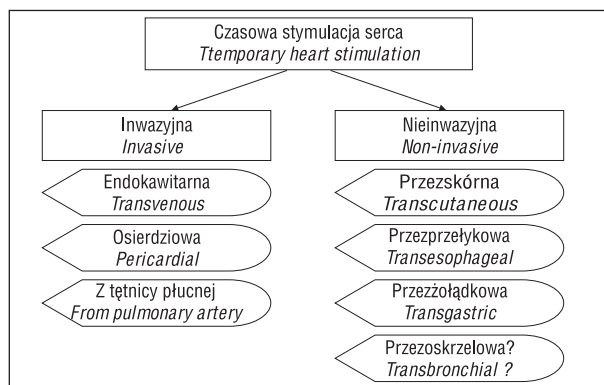 Czasowa stymulacja serca
Ttemporary heart stimulation
Inwazyjna
Invasive
Endokawitarna
Transvenous
Osierdziowa
Pericardial
Z tętnicy płucnej
From pulmonary artery
Nieinwazyjna
Non-invasive
Przezskórna
Transcutaneous
Przezprzełykowa
Transesophageal
Przezżołądkowa
Transgastric
Przezoskrzelowa?
Transbronchial ?